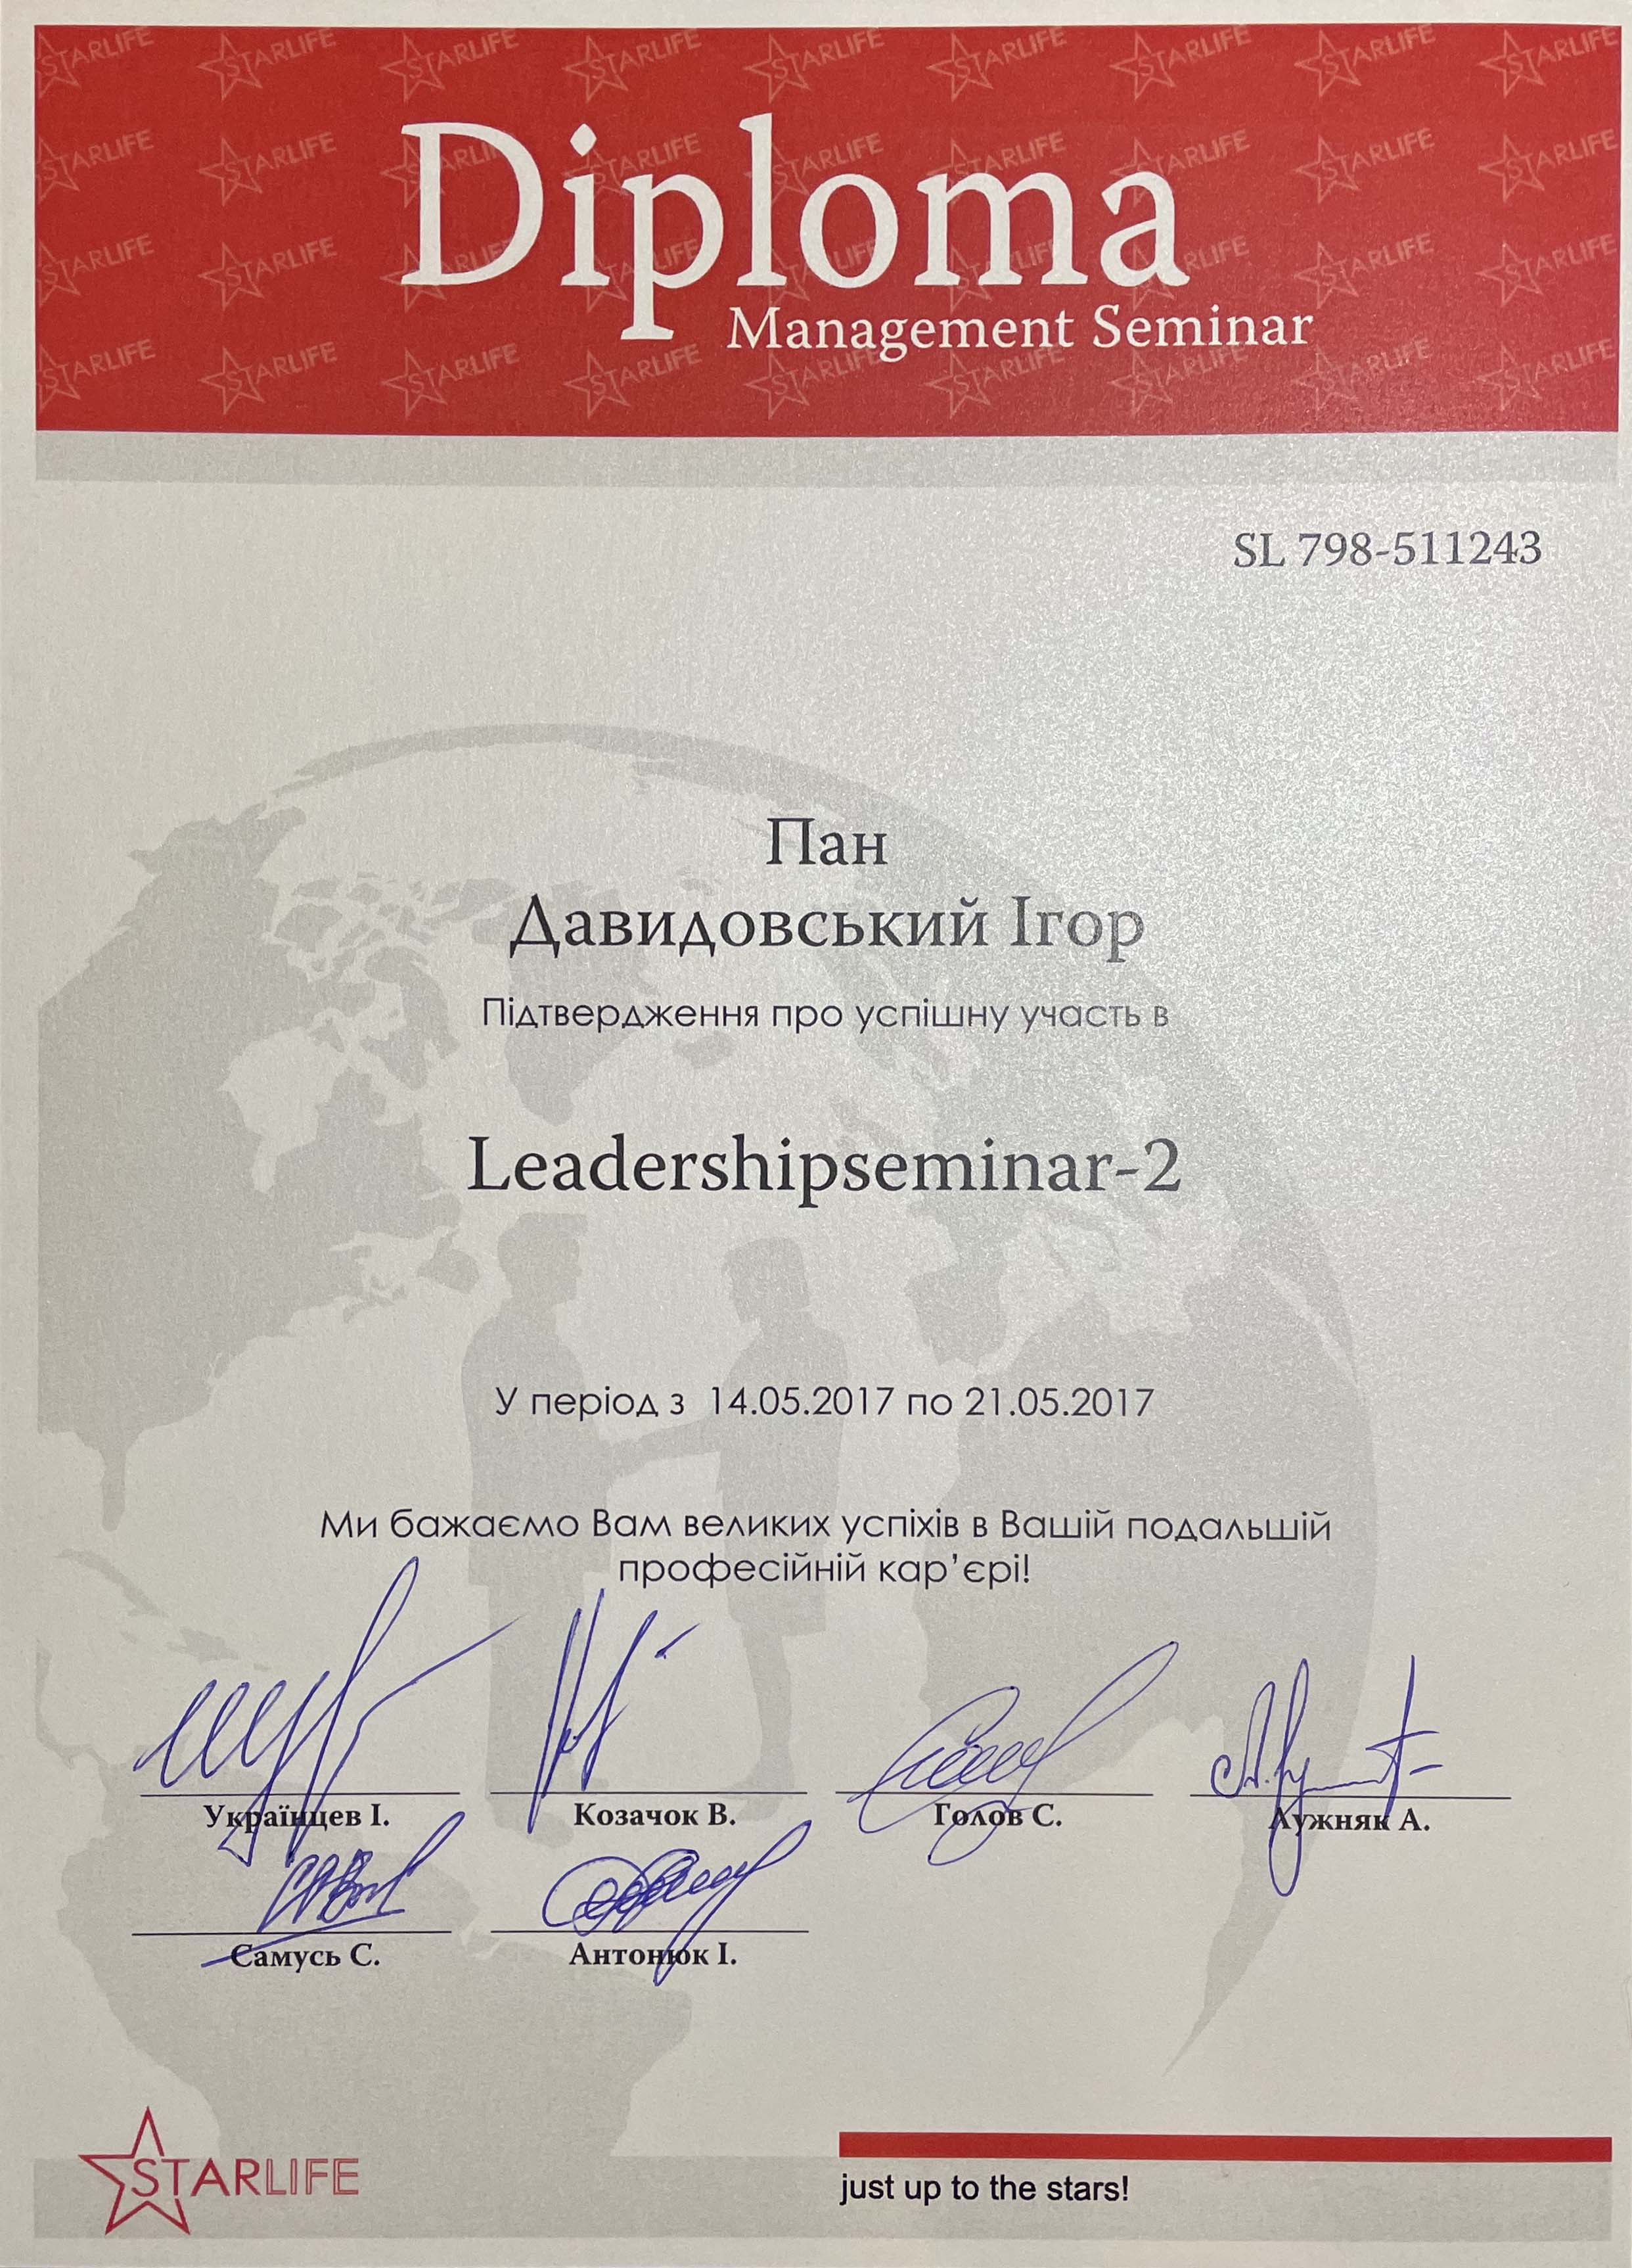 Diploma
Management Seminar
SL 798-511243
Пан
Давидовський Ігор
Підтвердження про успішну участь в
Leadershipseminar-2
У період з 14.05.2017 по 21.05.2017
Ми бажаємо Вам великих успіхів в Вашій подальшій
професійній кар’єрі!
Українцев І. Козачок В. Голов С. Лужняк А.
Самусь С. Антонюк І.
STARLIFE
just up to the stars!